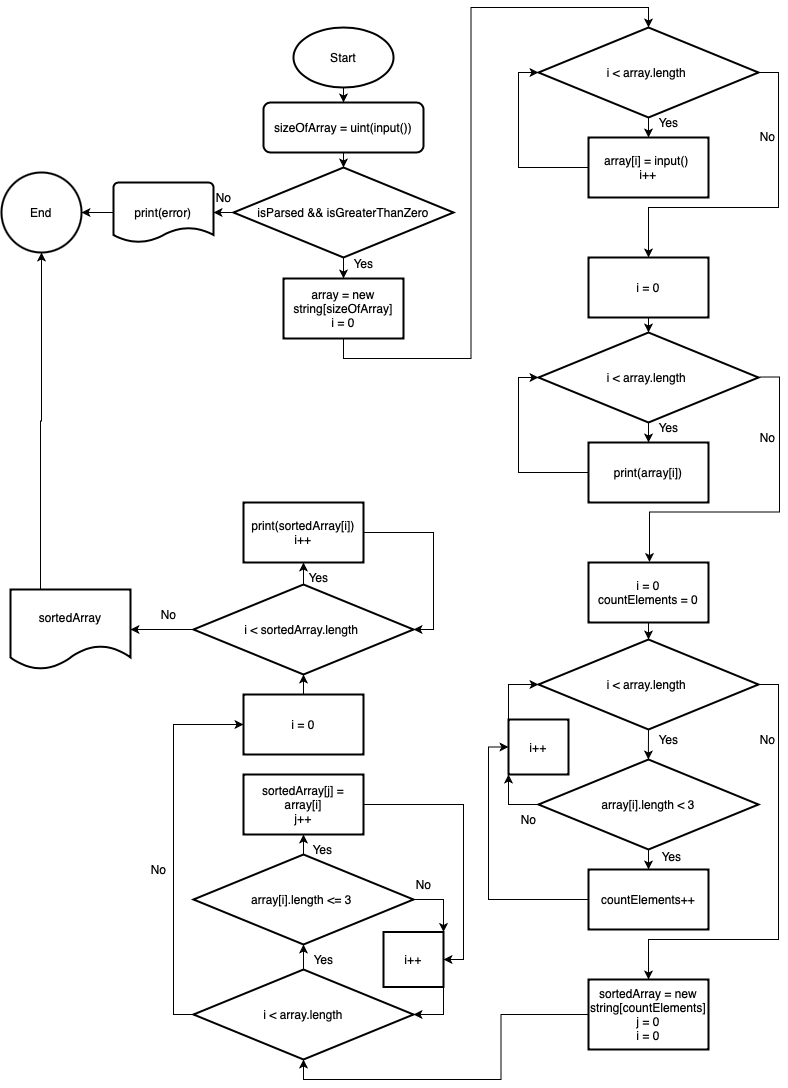 Start
sizeOfArray = uint(input())
isParsed && isGreaterThanZero
No
print(error)
End
Yes
array = new
string[sizeOfArray]
i = 0
i < array.length
Yes
No
array[i] = input()
i++
i = 0
i < array.length
Yes
No
print(array[i])
i = 0
countElements = 0
i < array.length
Yes
No
i++
array[i].length < 3
No
Yes
countElements++
sortedArray = new
string[countElements]
j = 0
i = 0
i < array.length
Yes
No
i++
array[i].length <= 3
No
Yes
sortedArray[j] =
array[i]
j++
i = 0
i < sortedArray.length
Yes
No
print(sortedArray[i])
i++
sortedArray